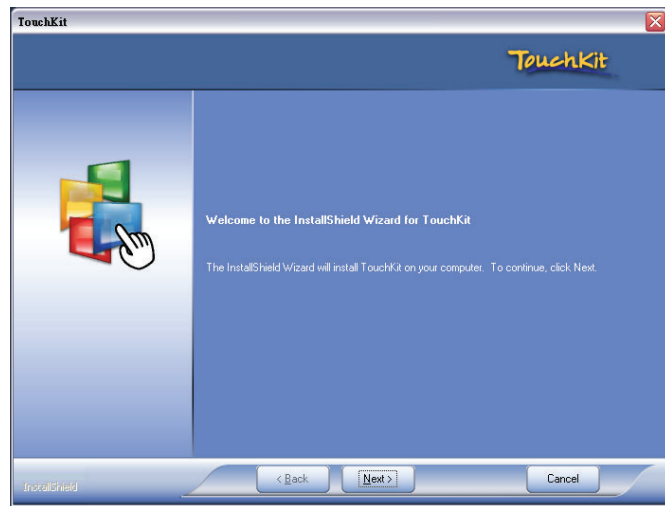 TouchKit
TouchKit
Welcome to the InstallShield Wizard for TouchKit
The InstallShield Wizard will install TouchKit on your computer. To continue, click Next.
InstallShield
< Back
Next >
Cancel